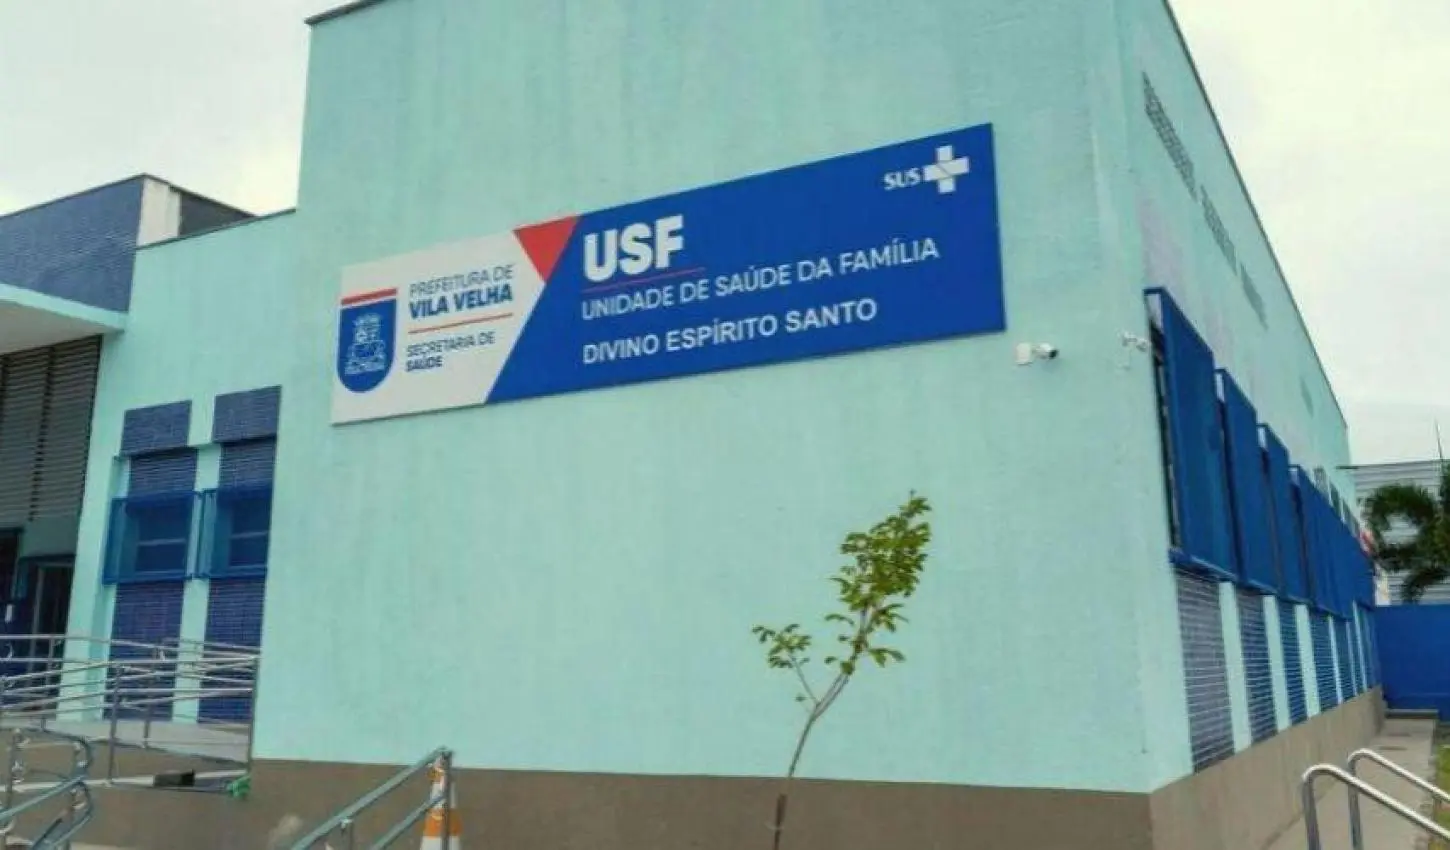 PREFEITURA DE
VILA VELHA
SECRETARIA DE
SAÚDE
SUS
USF
UNIDADE DE SAÚDE DA FAMÍLIA
DIVINO ESPÍRITO SANTO